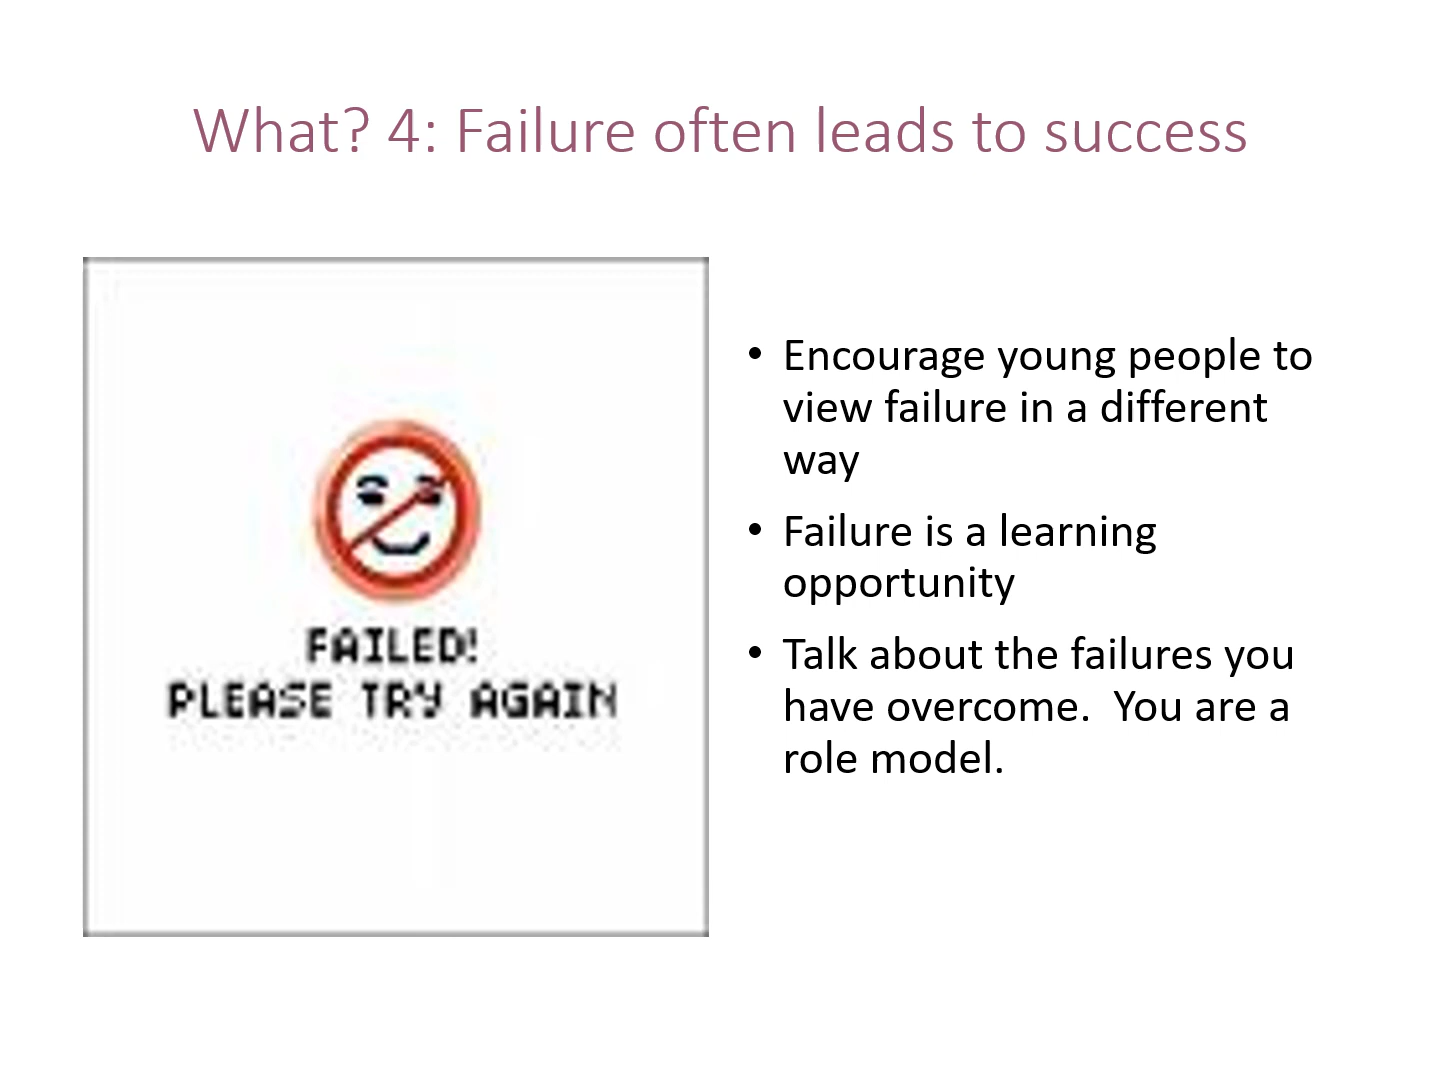 What? 4: Failure often leads to success
FAILED!
PLEASE TRY AGAIN
• Encourage young people to
view failure in a different
way
• Failure is a learning
opportunity
• Talk about the failures you
have overcome.  You are a
role model.